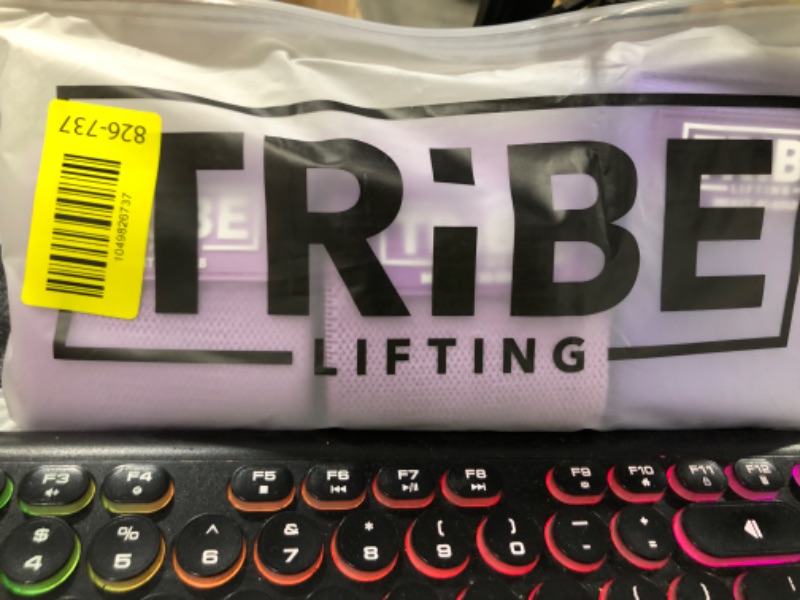 826-737
1049826737
TRiBE
LIFTING
F3 F4 F5 F6 F7 F8 F9 F10 F11 F12
$ % ^ & * ( ) — +
4 5 6 7 8 9 0 - =